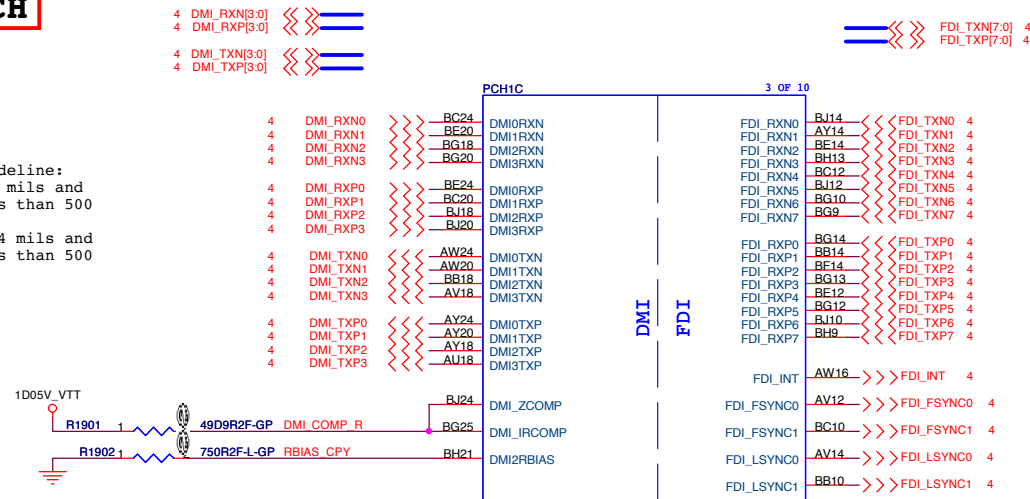 CH
4 DMI_RXN[3:0]
4 DMI_RXP[3:0]
4 DMI_TXN[3:0]
4 DMI_TXP[3:0]
FDI_TXN[7:0] 4
FDI_TXP[7:0] 4
deline:
mils and
s than 500
4 mils and
s than 500
PCH1C 3 OF 10
4 DMI_RXN0 BC24 DMI0RXN
4 DMI_RXN1 BE20 DMI1RXN
4 DMI_RXN2 BG18 DMI2RXN
4 DMI_RXN3 BG20 DMI3RXN
4 DMI_RXP0 BE24 DMI0RXP
4 DMI_RXP1 BC20 DMI1RXP
4 DMI_RXP2 BJ18 DMI2RXP
4 DMI_RXP3 BJ20 DMI3RXP
4 DMI_TXN0 AW24 DMI0TXN
4 DMI_TXN1 AW20 DMI1TXN
4 DMI_TXN2 BB18 DMI2TXN
4 DMI_TXN3 AV18 DMI3TXN
4 DMI_TXP0 AY24 DMI0TXP
4 DMI_TXP1 AY20 DMI1TXP
4 DMI_TXP2 AY18 DMI2TXP
4 DMI_TXP3 AU18 DMI3TXP
1D05V_VTT
BJ24 DMI_ZCOMP
R1901 1 49D9R2F-GP DMI_COMP_R BG25 DMI_IRCOMP
R1902 1 750R2F-L-GP RBIAS_CPY BH21 DMI2RBIAS
DMI
FDI
FDI_RXN0 BJ14 FDI_TXN0 4
FDI_RXN1 AY14 FDI_TXN1 4
FDI_RXN2 BE14 FDI_TXN2 4
FDI_RXN3 BH13 FDI_TXN3 4
FDI_RXN4 BC12 FDI_TXN4 4
FDI_RXN5 BJ12 FDI_TXN5 4
FDI_RXN6 BG10 FDI_TXN6 4
FDI_RXN7 BG9 FDI_TXN7 4
FDI_RXP0 BG14 FDI_TXP0 4
FDI_RXP1 BB14 FDI_TXP1 4
FDI_RXP2 BF14 FDI_TXP2 4
FDI_RXP3 BG13 FDI_TXP3 4
FDI_RXP4 BE12 FDI_TXP4 4
FDI_RXP5 BG12 FDI_TXP5 4
FDI_RXP6 BJ10 FDI_TXP6 4
FDI_RXP7 BH9 FDI_TXP7 4
FDI_INT AW16 FDI_INT 4
FDI_FSYNC0 AV12 FDI_FSYNC0 4
FDI_FSYNC1 BC10 FDI_FSYNC1 4
FDI_LSYNC0 AV14 FDI_LSYNC0 4
FDI_LSYNC1 BB10 FDI_LSYNC1 4